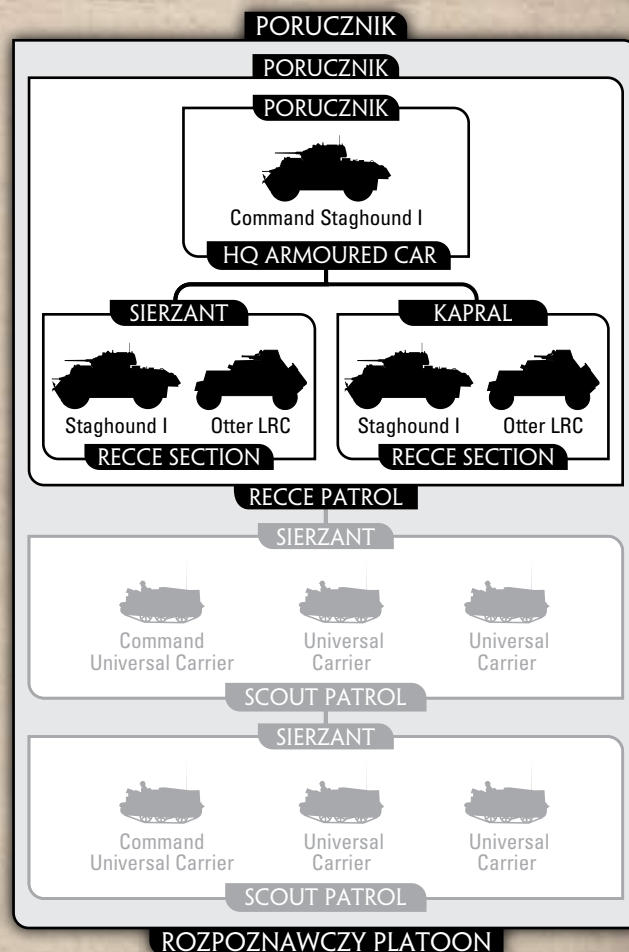 PORUCZNIK
PORUCZNIK
PORUCZNIK
Command Staghound I
HQ ARMOURED CAR
SIERZANT
Staghound I
Otter LRC
RECCE SECTION
KAPRAL
Staghound I
Otter LRC
RECCE SECTION
RECCE PATROL
SIERZANT
Command
Universal Carrier
Universal
Carrier
Universal
Carrier
SCOUT PATROL
SIERZANT
Command
Universal Carrier
Universal
Carrier
Universal
Carrier
SCOUT PATROL
ROZPOZNAWCZY PLATOON